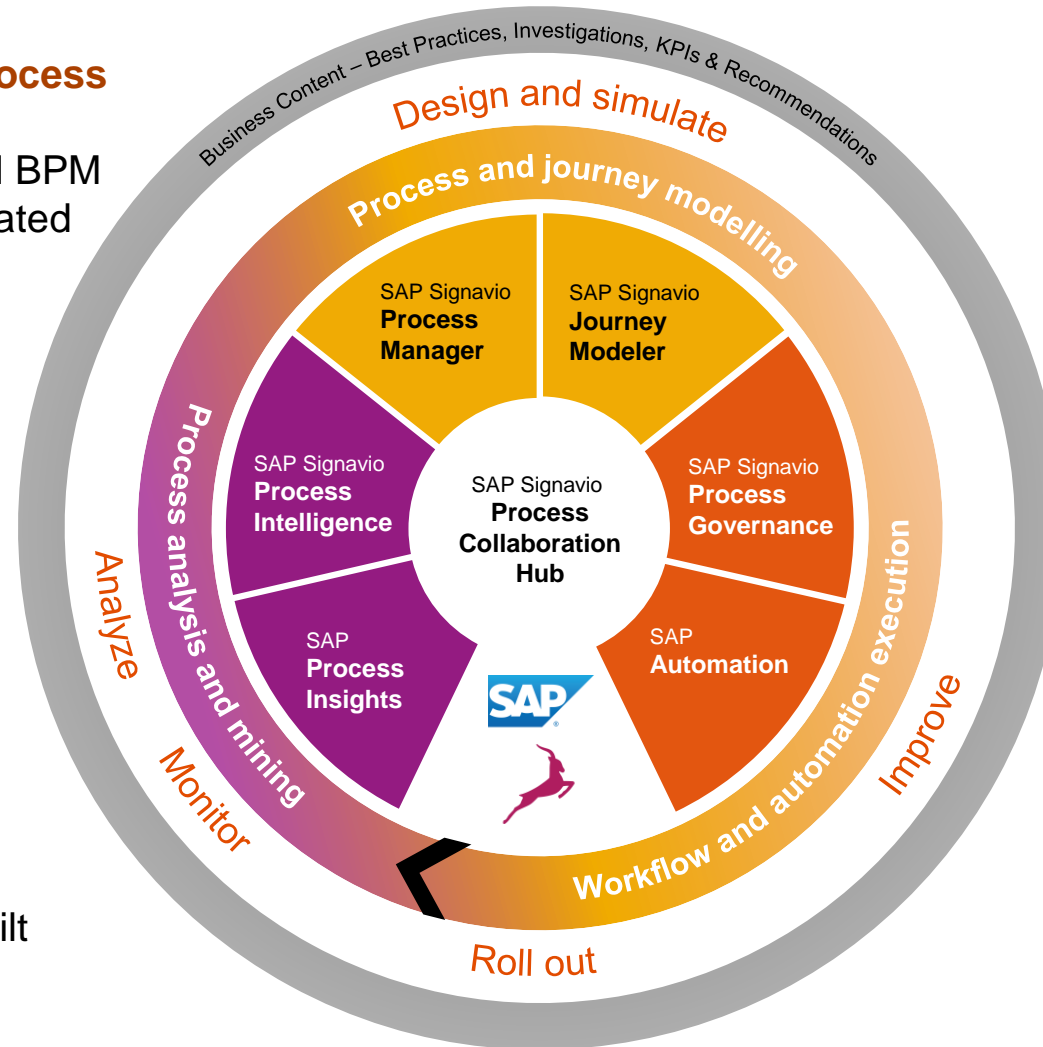 ocess
BPM
ated
ilt
Business Content – Best Practices, Investigations, KPIs & Recommendations
Design and simulate
Process and journey modelling
SAP Signavio
Process
Manager
SAP Signavio
Journey
Modeler
SAP Signavio
Process
Intelligence
SAP Signavio
Process
Collaboration
Hub
SAP Signavio
Process
Governance
SAP
Process
Insights
SAP
Automation
SAP
®
Process analysis and mining
Workflow and automation execution
Analyze
Monitor
Improve
Roll out